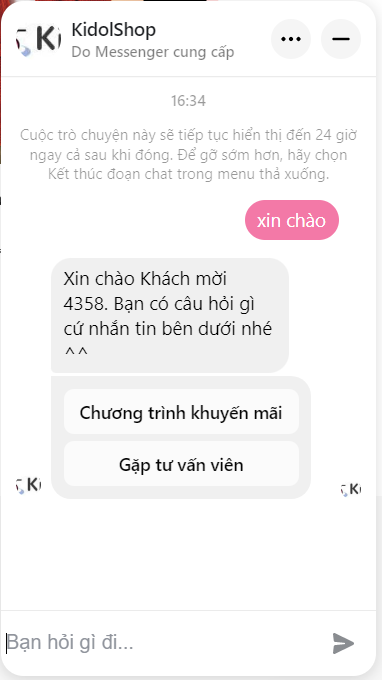 KidolShop
Do Messenger cung cấp
16:34
Cuộc trò chuyện này sẽ tiếp tục hiển thị đến 24 giờ
ngay cả sau khi đóng. Để gỡ sớm hơn, hãy chọn
Kết thúc đoạn chat trong menu thả xuống.
xin chào
Xin chào Khách mời
4358. Bạn có câu hỏi gì
cứ nhắn tin bên dưới nhé
^^
Chương trình khuyến mãi
Gặp tư vấn viên
Bạn hỏi gì đi...